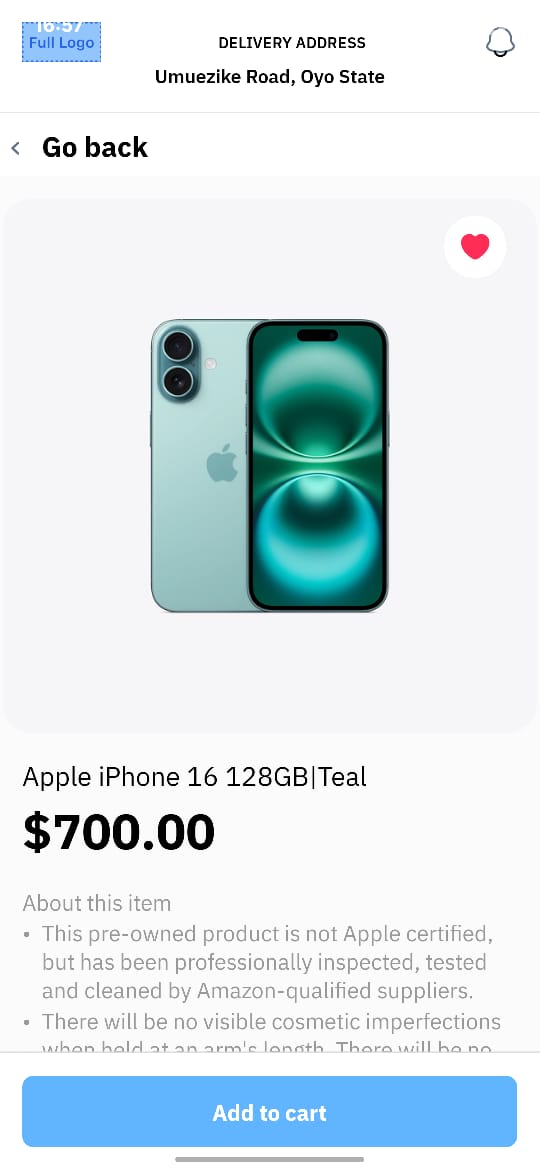 16:57
Full Logo
DELIVERY ADDRESS
Umuezike Road, Oyo State
Go back
Apple iPhone 16 128GB|Teal
$700.00
About this item
• This pre-owned product is not Apple certified,
but has been professionally inspected, tested
and cleaned by Amazon-qualified suppliers.
• There will be no visible cosmetic imperfections
when held at an arm's length. There will be no
Add to cart